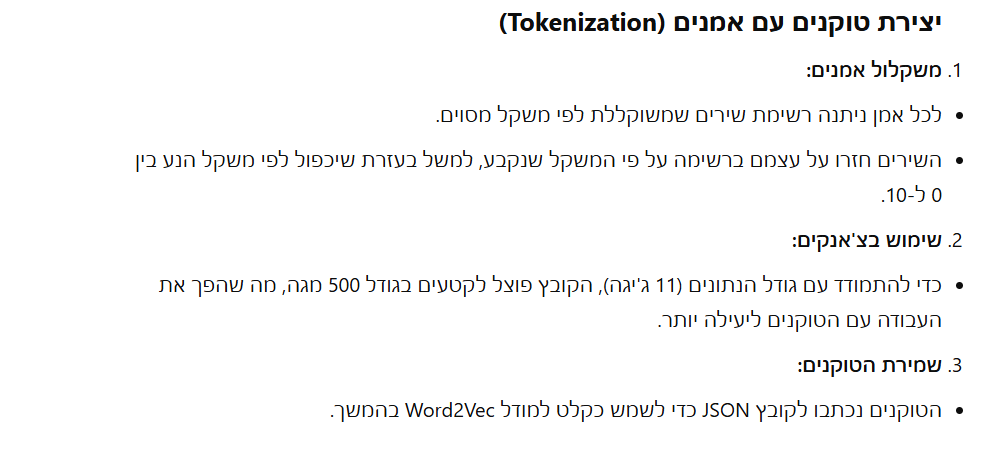 יצירת טוקנים עם אמנים (Tokenization)
1. משקלול אמנים:
• לכל אמן ניתנה רשימת שירים שמשוקללת לפי משקל מסוים.
• השירים חזרו על עצמם ברשימה על פי המשקל שנקבע, למשל בעזרת שיכפול לפי משקל הנע בין
0 ל-10.
2. שימוש בצ'אנקים:
• כדי להתמודד עם גודל הנתונים (11 ג'יגה), הקובץ פוצל לקטעים בגודל 500 מגה, מה שהפך את
העבודה עם הטוקנים ליעילה יותר.
3. שמירת הטוקנים:
• הטוקנים נכתבו לקובץ JSON כדי לשמש כקלט למודל Word2Vec בהמשך.